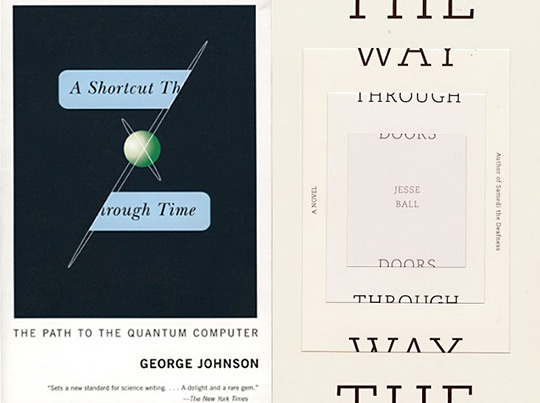 A Shortcut Th
rough Time
THE PATH TO THE QUANTUM COMPUTER
GEORGE JOHNSON
"Sets a new standard for science writing. . . . A delight and a rare gem."
—The New York Times
THE
WAY
THROUGH
DOORS
A NOVEL
JESSE
BALL
Author of Samedi the Deafness
DOORS
THROUGH
WAY
THE